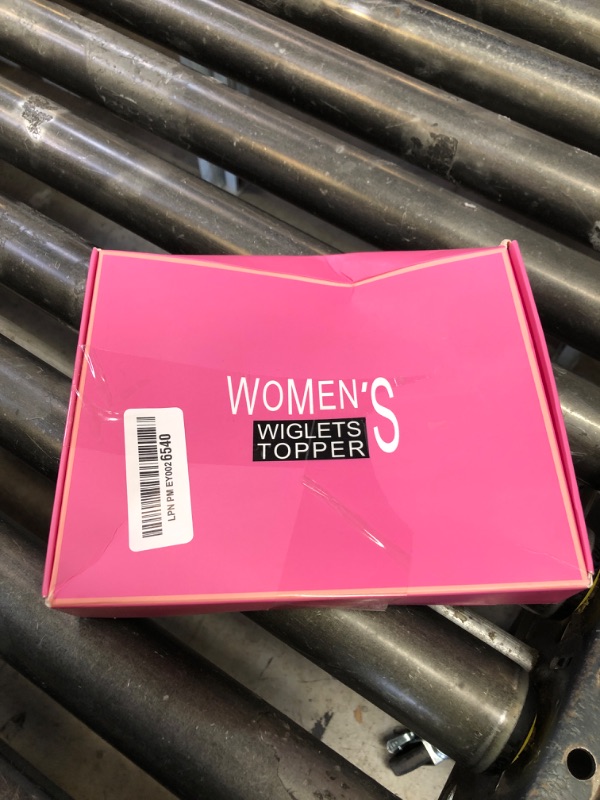 WOMEN'S
WIGLETS
TOPPER
LPN PM EY0026540